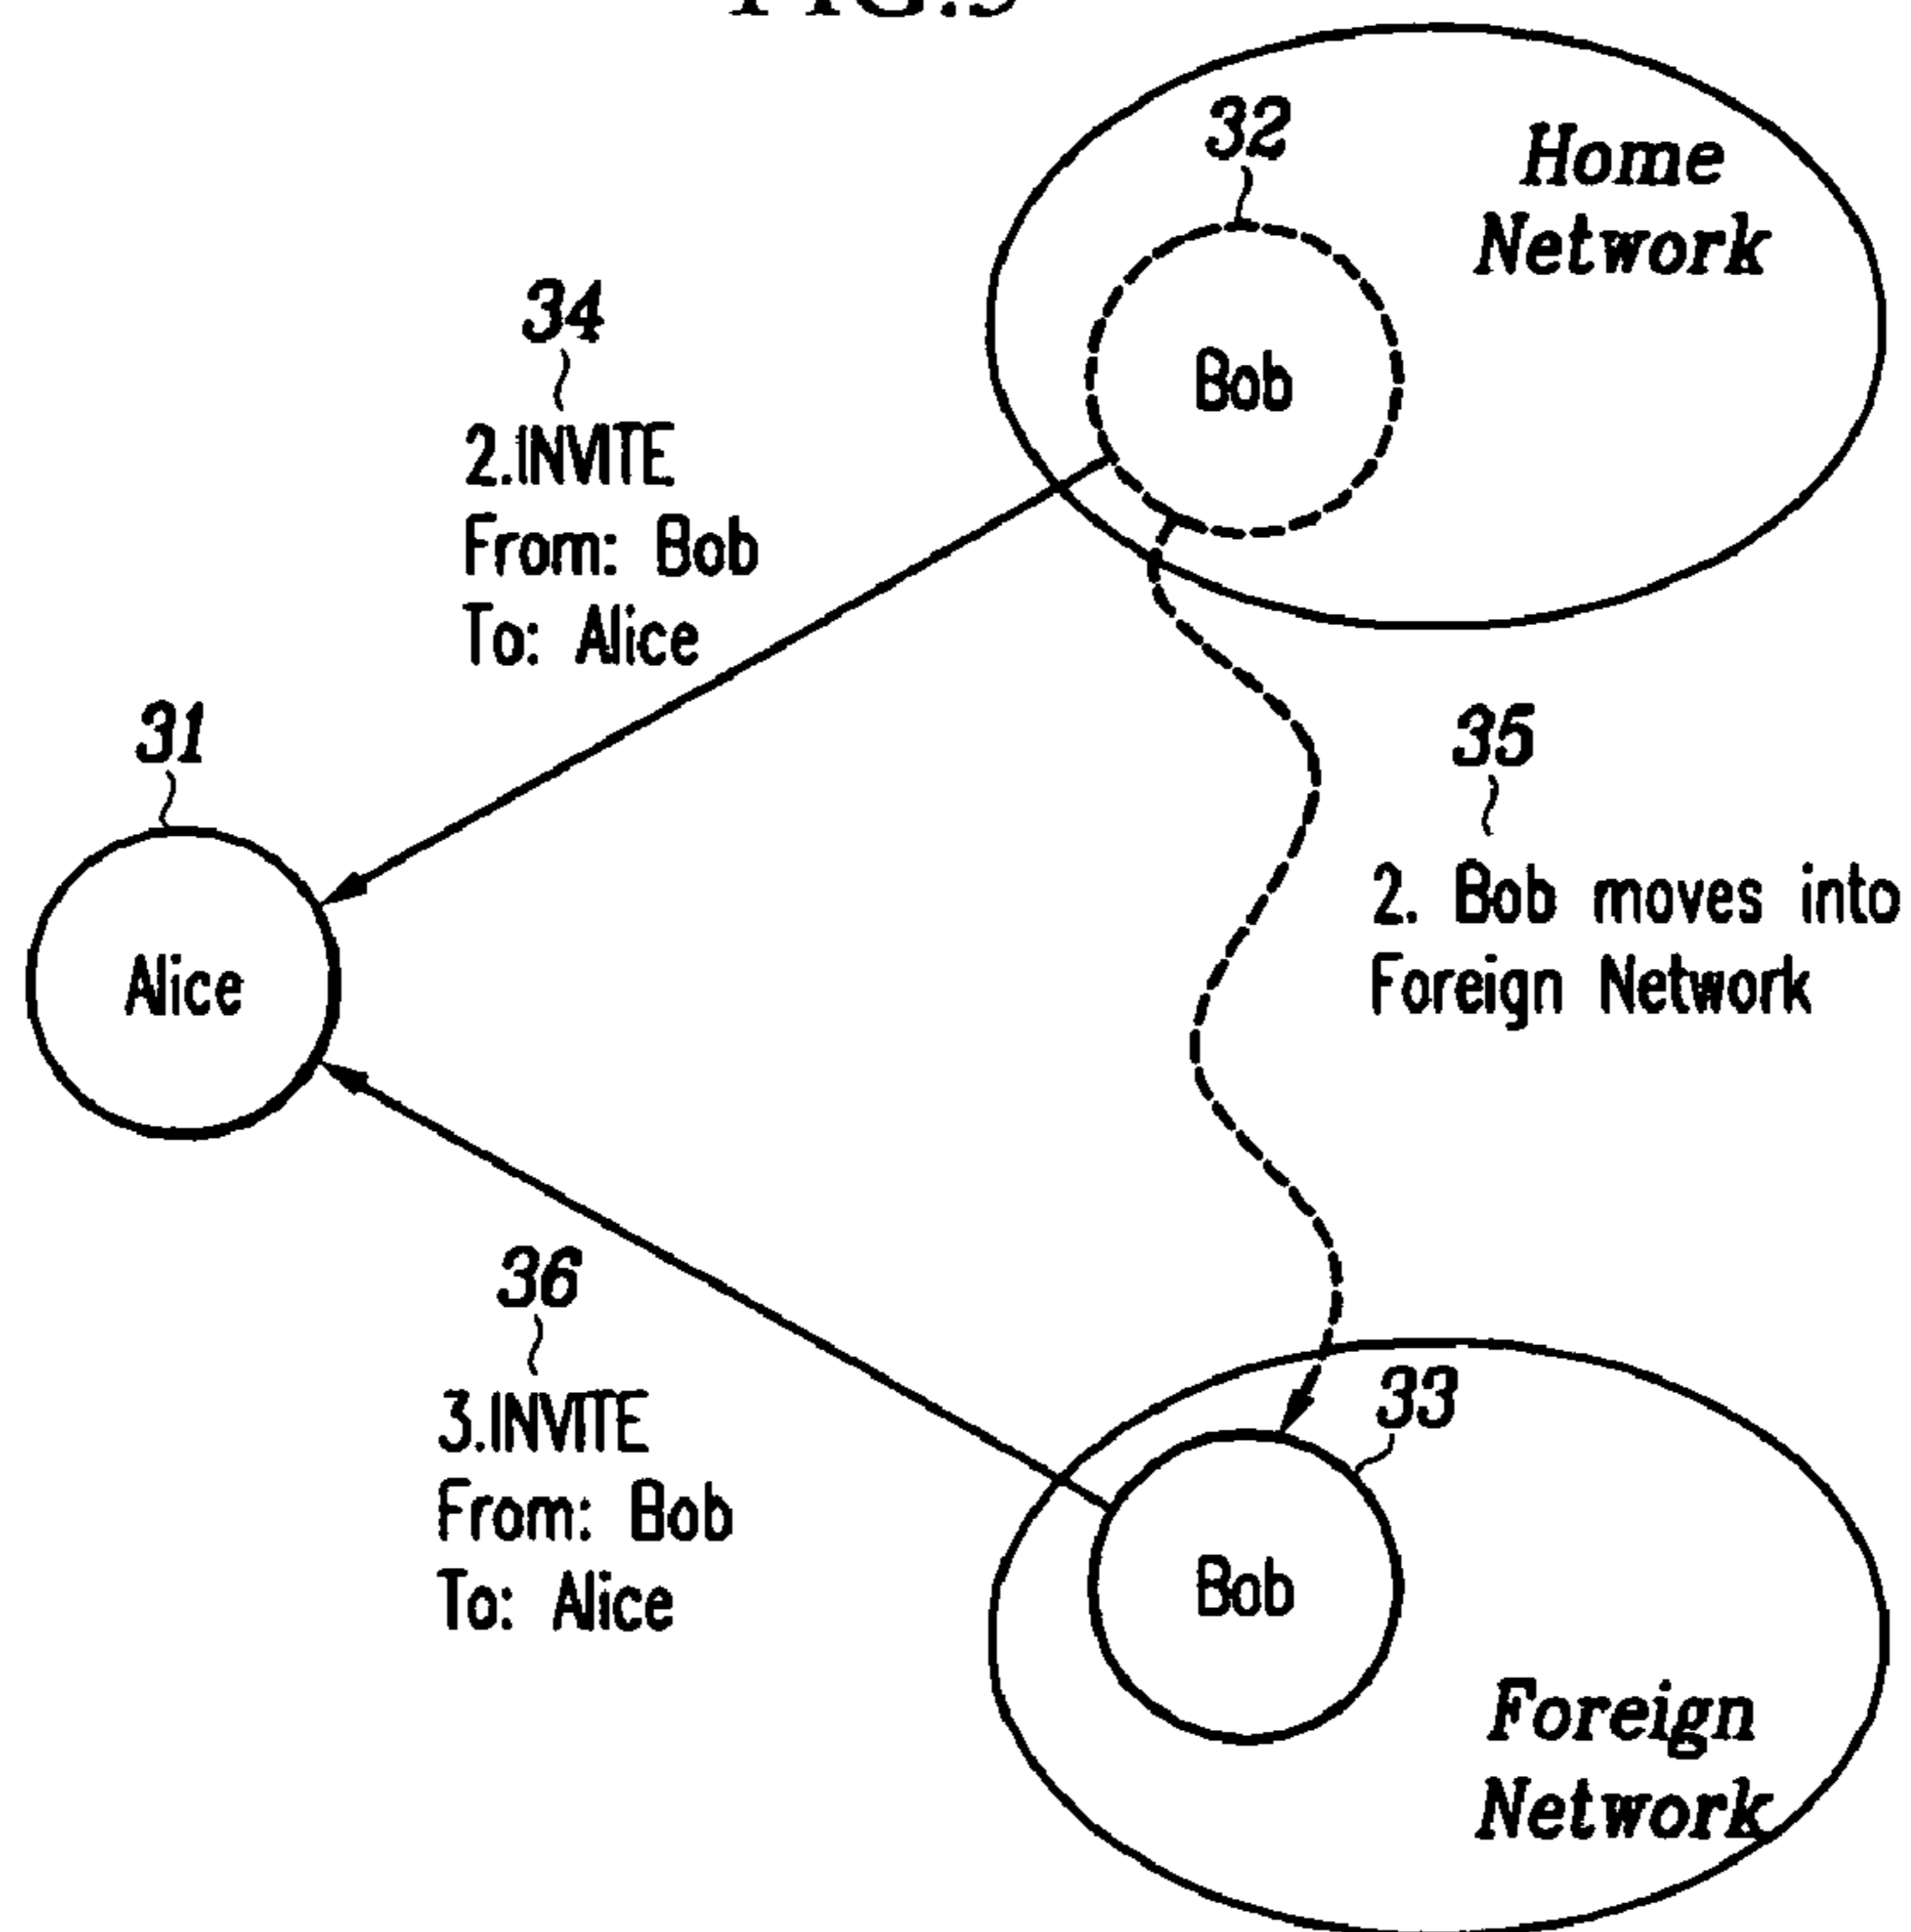 32
Home
Network
Bob
34
2.INVITE
From: Bob
To: Alice
31
Alice
35
2. Bob moves into
Foreign Network
36
3.INVITE
From: Bob
To: Alice
33
Bob
Foreign
Network